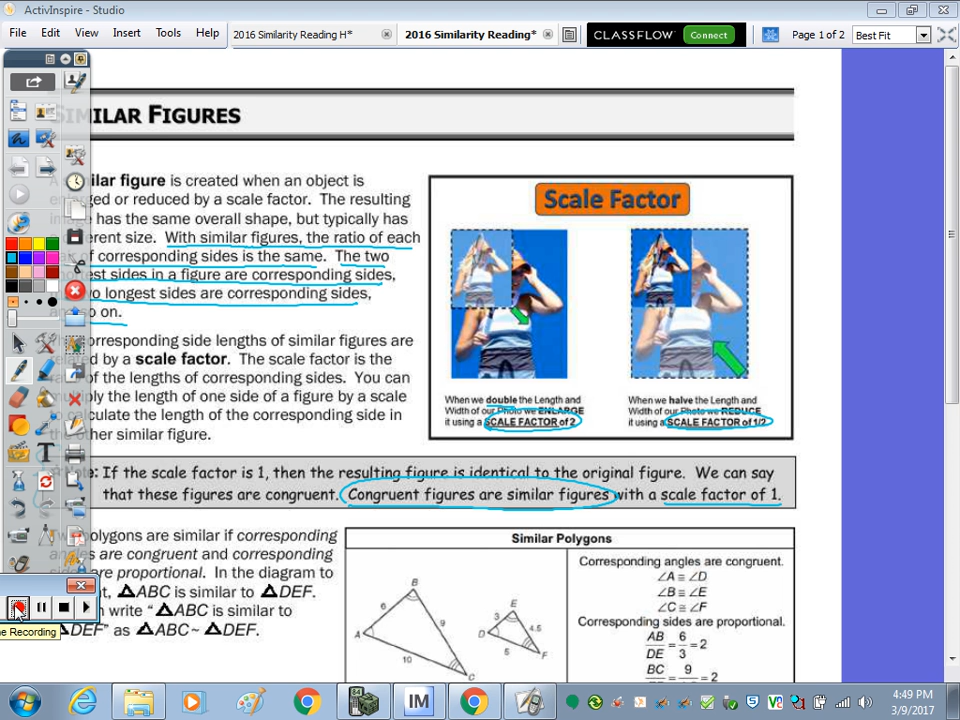 ActivInspire - Studio
File Edit View Insert Tools Help
2016 Similarity Reading H*
2016 Similarity Reading*
CLASSFLOW Connect
Page 1 of 2
Best Fit
SIMILAR FIGURES
ilar figure is created when an object is
or reduced by a scale factor. The resulting
has the same overall shape, but typically has
erent size. With similar figures, the ratio of each
of corresponding sides is the same. The two
est sides in a figure are corresponding sides,
o longest sides are corresponding sides,
o on.
orresponding side lengths of similar figures are
ed by a scale factor. The scale factor is the
of the lengths of corresponding sides. You can
ply the length of one side of a figure by a scale
calculate the length of the corresponding side in
other similar figure.
Scale Factor
When we double the Length and
Width of our Photo we ENLARGE
it using a SCALE FACTOR of 2
When we halve the Length and
Width of our Photo we REDUCE
it using a SCALE FACTOR of 1/2
Note: If the scale factor is 1, then the resulting figure is identical to the original figure. We can say
that these figures are congruent. Congruent figures are similar figures with a scale factor of 1.
polygons are similar if corresponding
are congruent and corresponding
are proportional. In the diagram to
△ABC is similar to △DEF.
write "△ABC is similar to
△DEF" as △ABC~ △DEF.
Similar Polygons
B
6
9
A
10
C
E
3
4.5
D
5
F
Corresponding angles are congruent.
∠A ≅ ∠D
∠B ≅ ∠E
∠C ≅ ∠F
Corresponding sides are proportional.
AB/DE = 6/3 = 2
BC 9
= 2
e Recording
IM
4:49 PM
3/9/2017